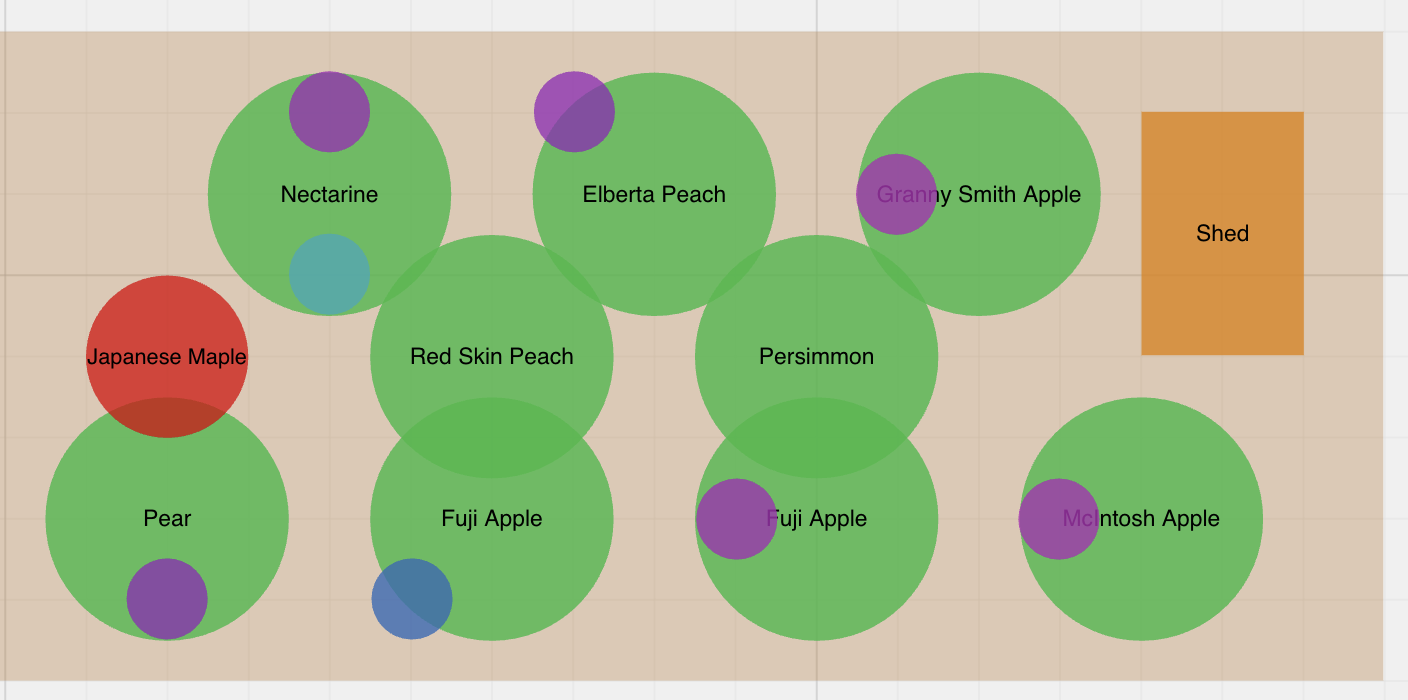 Nectarine
Elberta Peach
Granny Smith Apple
Shed
Japanese Maple
Red Skin Peach
Persimmon
Pear
Fuji Apple
Fuji Apple
McIntosh Apple